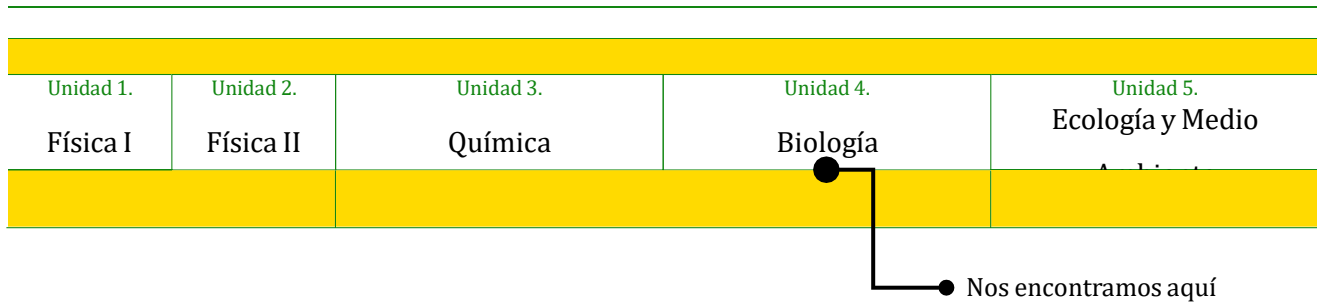 Unidad 1.
Física I
Unidad 2.
Física II
Unidad 3.
Química
Unidad 4.
Biología
Unidad 5.
Ecología y Medio
Nos encontramos aquí